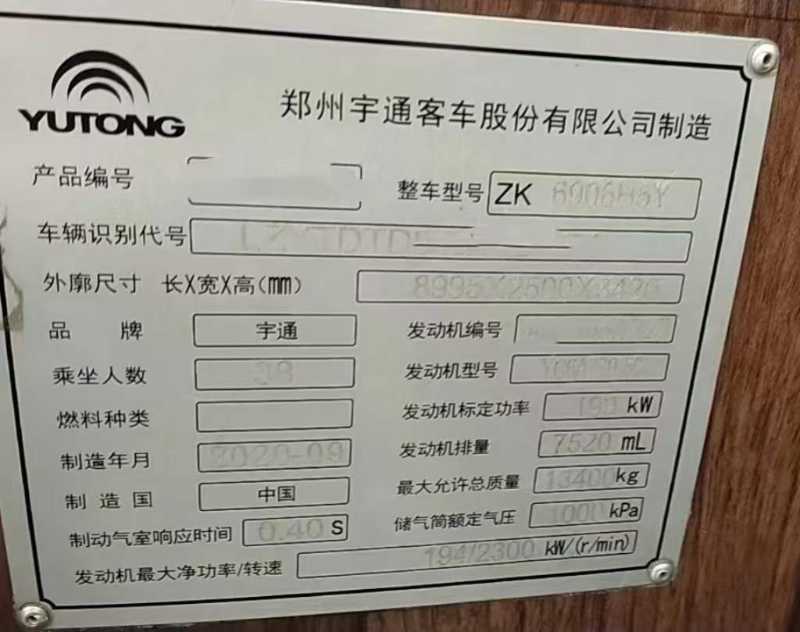 YUTONG
郑州宇通客车股份有限公司制造
产品编号
整车型号 ZK 6906H5Y
车辆识别代号
外廓尺寸 长X宽X高(mm) 8995X2500X3430
品牌 宇通
发动机编号
乘坐人数 38
发动机型号
燃料种类
发动机标定功率 190 kW
制造年月 2020-09
发动机排量 7520 mL
制造国 中国
最大允许总质量 13400 kg
制动气室响应时间 0.40 S
储气筒额定气压 1000 kPa
发动机最大净功率/转速 194/2300 kW/(r/min)